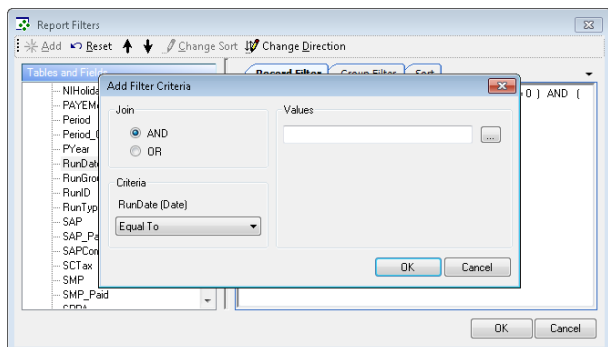 Report Filters
Add Reset Change Sort Change Direction
Tables and Fields
Record Filter Group Filter Sort
NIHolida
PAYEM
Period
Period_
PYear
RunDat
RunGro
RunID
RunTyp
SAP
SAP_Pa
SAPCon
SCTax
SMP
SMP_Paid
0 ) AND (
Add Filter Criteria
Join
AND
OR
Criteria
RunDate (Date)
Equal To
Values
...
OK Cancel
OK Cancel